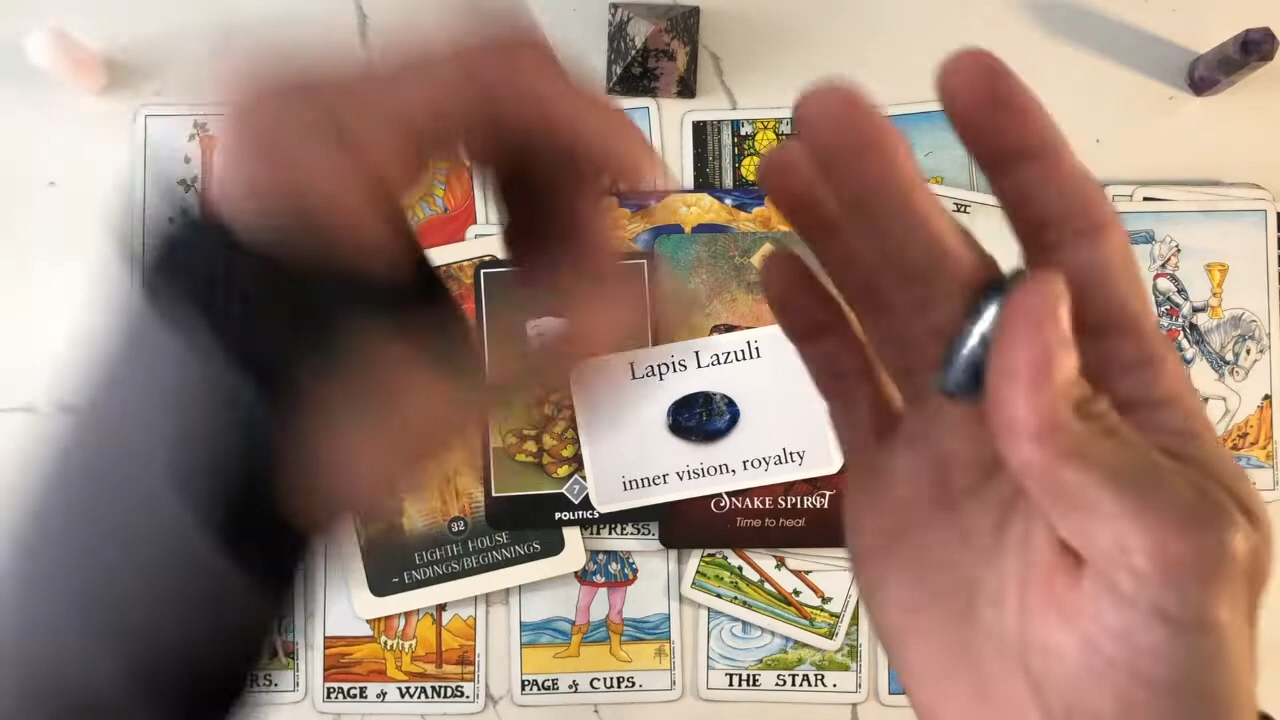 VI
Lapis Lazuli
inner vision, royalty
7
POLITICS
SNAKE SPIRIT
Time to heal.
32
EIGHTH HOUSE
~ ENDINGS/BEGINNINGS
MPRESS.
RS.
PAGE of WANDS.
PAGE of CUPS.
THE STAR.